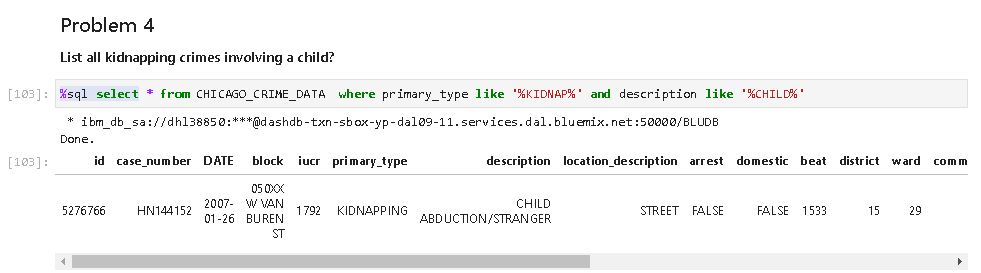 Problem 4
List all kidnapping crimes involving a child?
[103]: %sql select * from CHICAGO_CRIME_DATA where primary_type like '%KIDNAP%' and description like '%CHILD%'
* ibm_db_sa://dhl38850:***@dashdb-txn-sbox-yp-dal09-11.services.dal.bluemix.net:50000/BLUDB
Done.
[103]: id case_number DATE block iucr primary_type description location_description arrest domestic beat district ward comm
5276766 HN144152 2007-01-26 050XX W VAN BUREN ST 1792 KIDNAPPING CHILD ABDUCTION/STRANGER STREET FALSE FALSE 1533 15 29